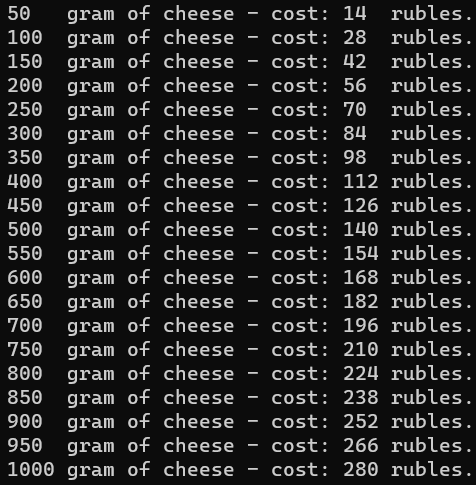 50   gram of cheese - cost: 14  rubles.
100  gram of cheese - cost: 28  rubles.
150  gram of cheese - cost: 42  rubles.
200  gram of cheese - cost: 56  rubles.
250  gram of cheese - cost: 70  rubles.
300  gram of cheese - cost: 84  rubles.
350  gram of cheese - cost: 98  rubles.
400  gram of cheese - cost: 112 rubles.
450  gram of cheese - cost: 126 rubles.
500  gram of cheese - cost: 140 rubles.
550  gram of cheese - cost: 154 rubles.
600  gram of cheese - cost: 168 rubles.
650  gram of cheese - cost: 182 rubles.
700  gram of cheese - cost: 196 rubles.
750  gram of cheese - cost: 210 rubles.
800  gram of cheese - cost: 224 rubles.
850  gram of cheese - cost: 238 rubles.
900  gram of cheese - cost: 252 rubles.
950  gram of cheese - cost: 266 rubles.
1000 gram of cheese - cost: 280 rubles.